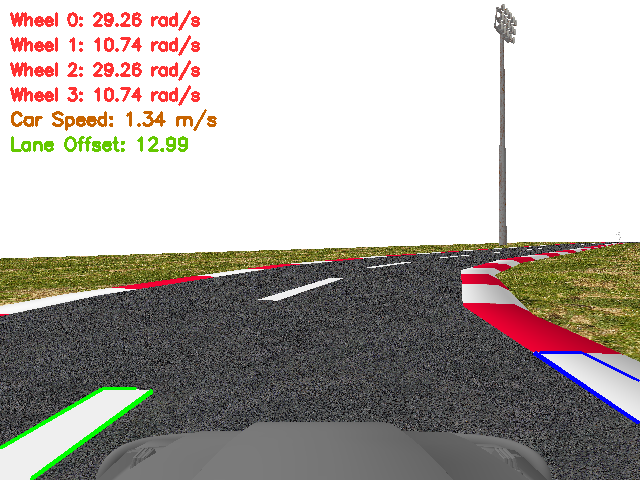 Wheel 0: 29.26 rad/s
Wheel 1: 10.74 rad/s
Wheel 2: 29.26 rad/s
Wheel 3: 10.74 rad/s
Car Speed: 1.34 m/s
Lane Offset: 12.99